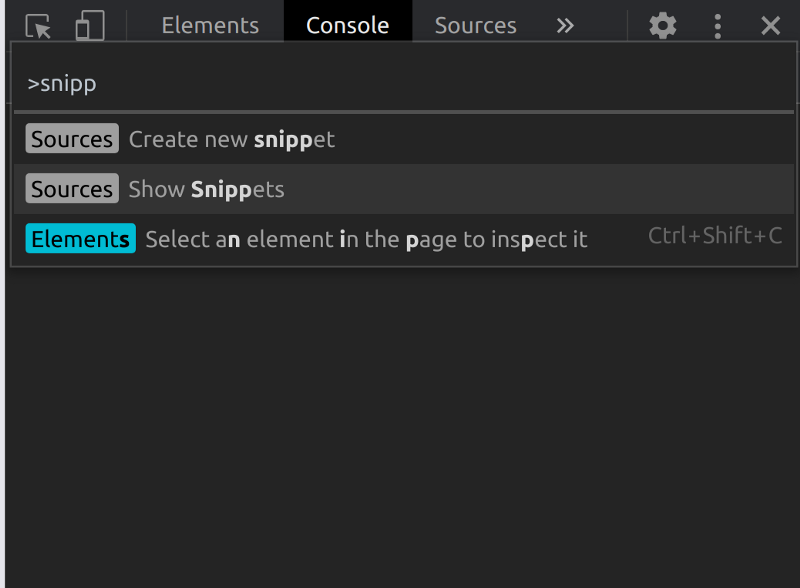 Elements Console Sources
>snipp
Sources Create new snippet
Sources Show Snippets
Elements Select an element in the page to inspect it Ctrl+Shift+C